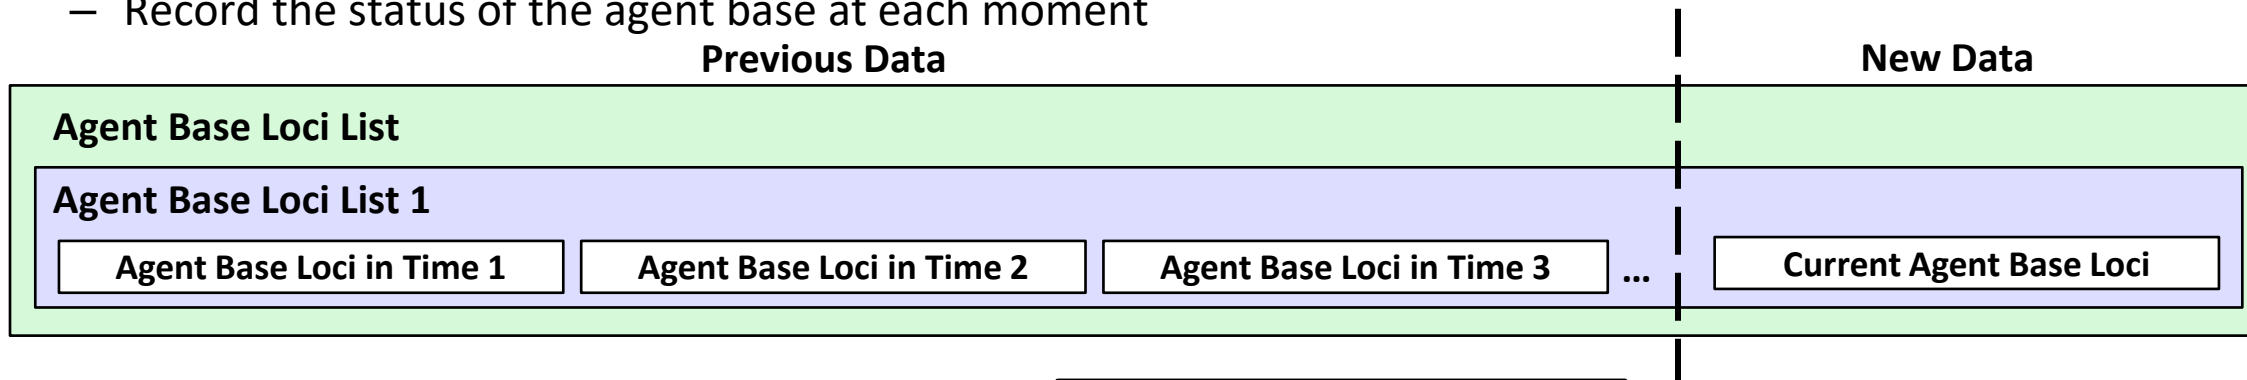 – Record the status of the agent base at each moment
Previous Data
New Data
Agent Base Loci List
Agent Base Loci List 1
Agent Base Loci in Time 1
Agent Base Loci in Time 2
Agent Base Loci in Time 3
...
Current Agent Base Loci